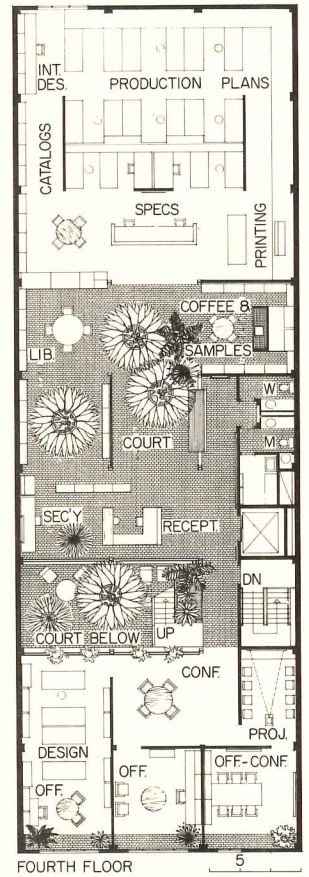 INT.
DES.
PRODUCTION PLANS
CATALOGS
SPECS
PRINTING
COFFEE &
SAMPLES
LIB.
W
COURT
M
SEC'Y
RECEPT.
DN
COURT BELOW
UP
CONF.
PROJ.
DESIGN
OFF.
OFF.
OFF.-CONF.
FOURTH FLOOR
5